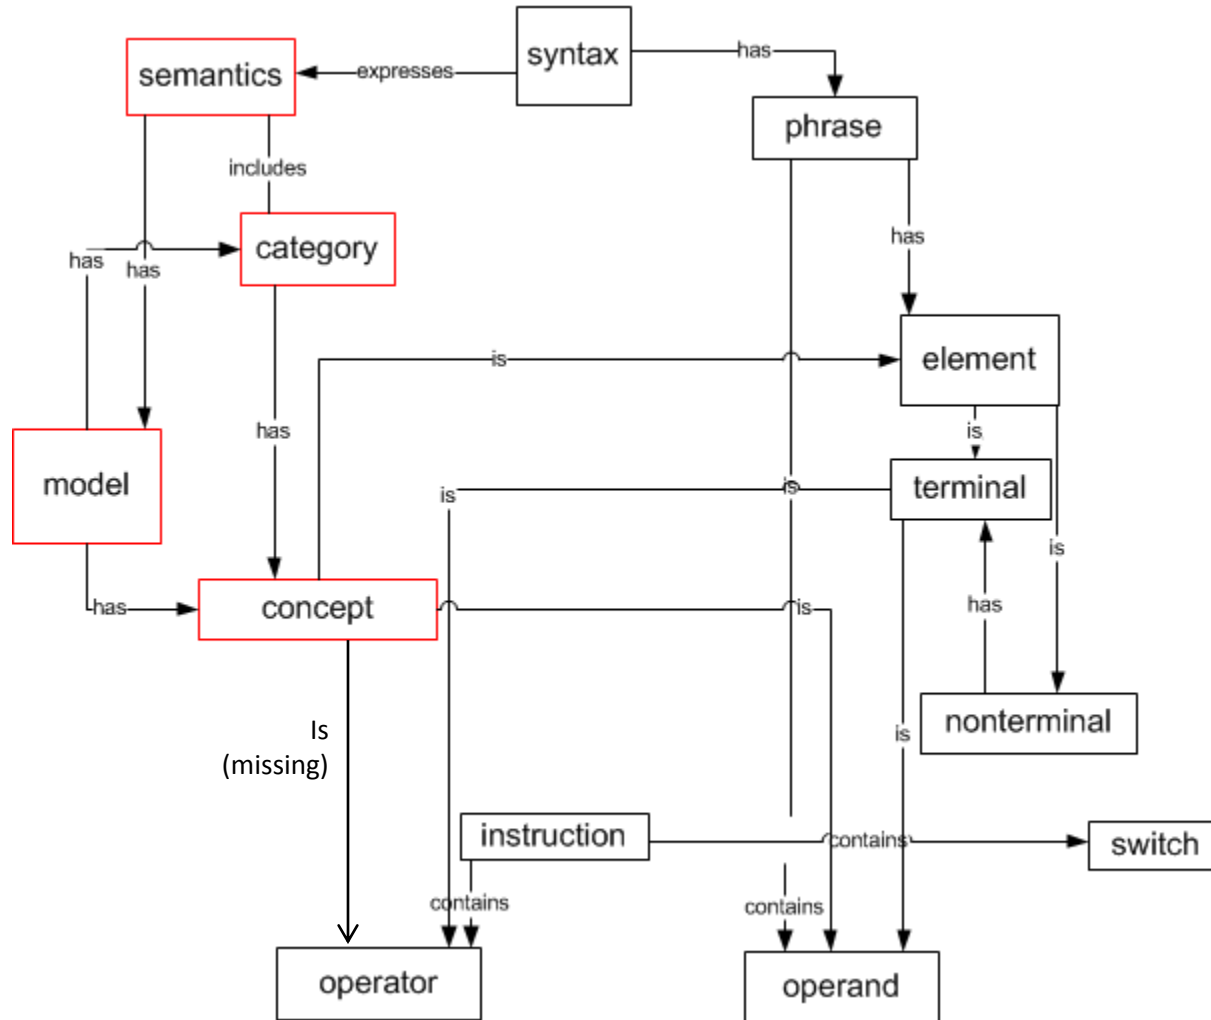 syntax
has
semantics
expresses
phrase
includes
category
has
has
has
is
element
has
is
model
terminal
is
is
is
has
concept
is
has
nonterminal
Is
(missing)
is
instruction
contains
switch
contains
contains
operator
operand